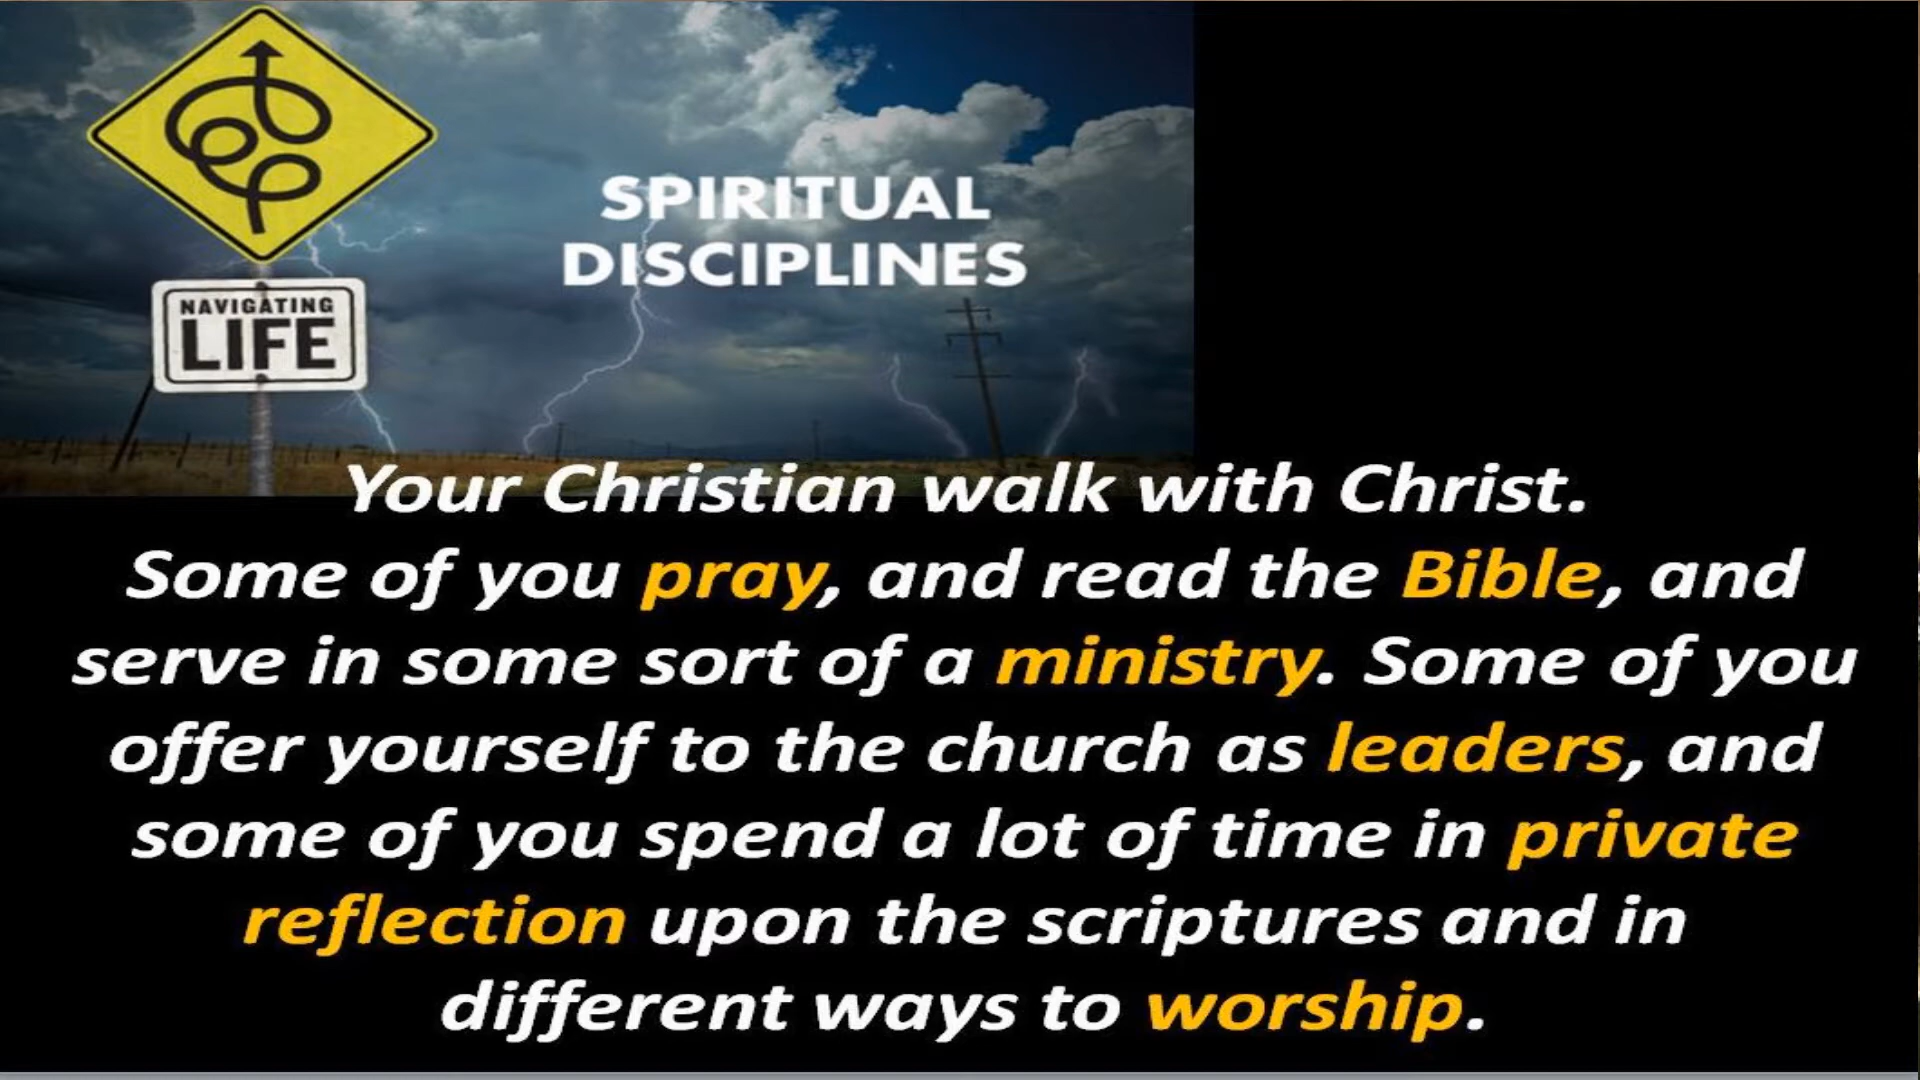 SPIRITUAL
DISCIPLINES
NAVIGATING
LIFE
Your Christian walk with Christ.
Some of you pray, and read the Bible, and
serve in some sort of a ministry. Some of you
offer yourself to the church as leaders, and
some of you spend a lot of time in private
reflection upon the scriptures and in
different ways to worship.